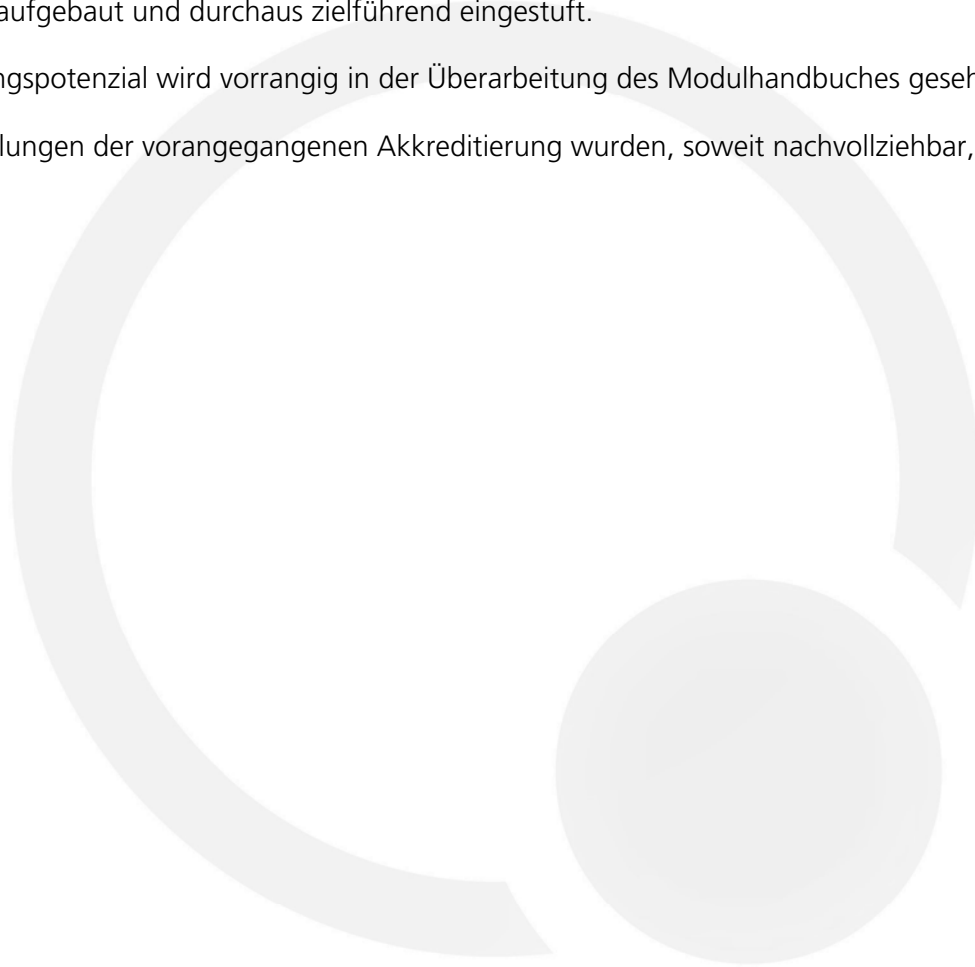 aufgebaut und durchaus zielführend eingestuft.
ngspotenzial wird vorrangig in der Überarbeitung des Modulhandbuches geseh
lungen der vorangegangenen Akkreditierung wurden, soweit nachvollziehbar,